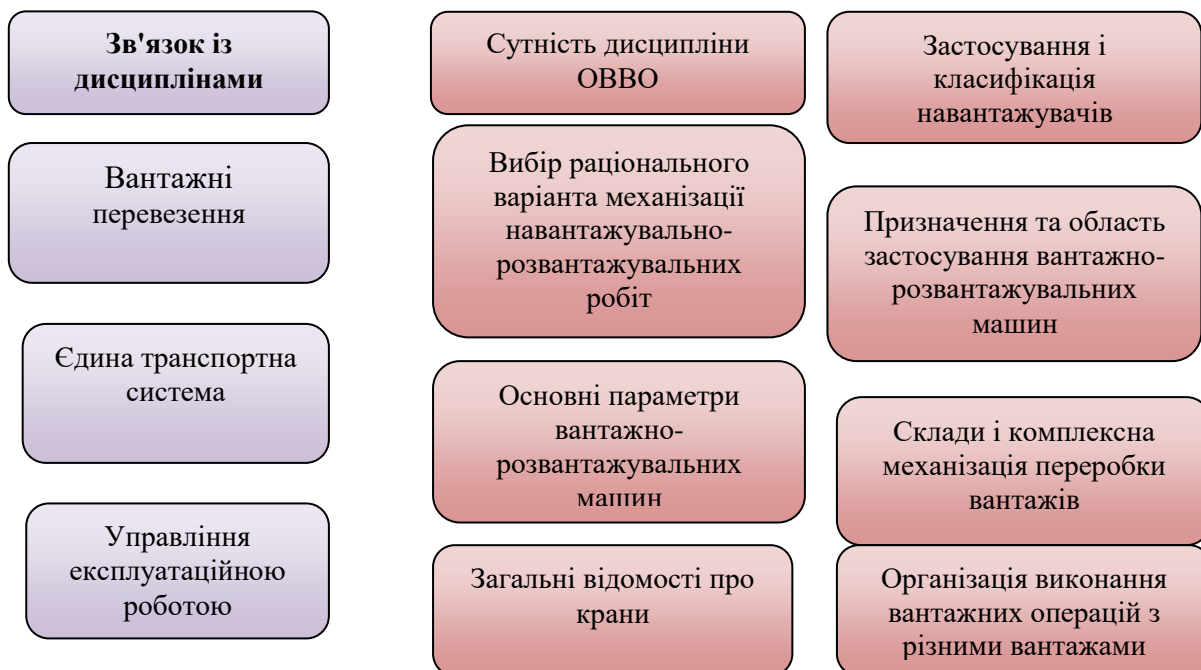 Зв'язок із
дисциплінами
Вантажні
перевезення
Єдина транспортна
система
Управління
експлуатаційною
роботою
Сутність дисципліни
ОВВО
Вибір раціонального
варіанта механізації
навантажувально-
розвантажувальних
робіт
Основні параметри
вантажно-
розвантажувальних
машин
Загальні відомості про
крани
Застосування і
класифікація
навантажувачів
Призначення та область
застосування вантажно-
розвантажувальних
машин
Склади і комплексна
механізація переробки
вантажів
Організація виконання
вантажних операцій з
різними вантажами